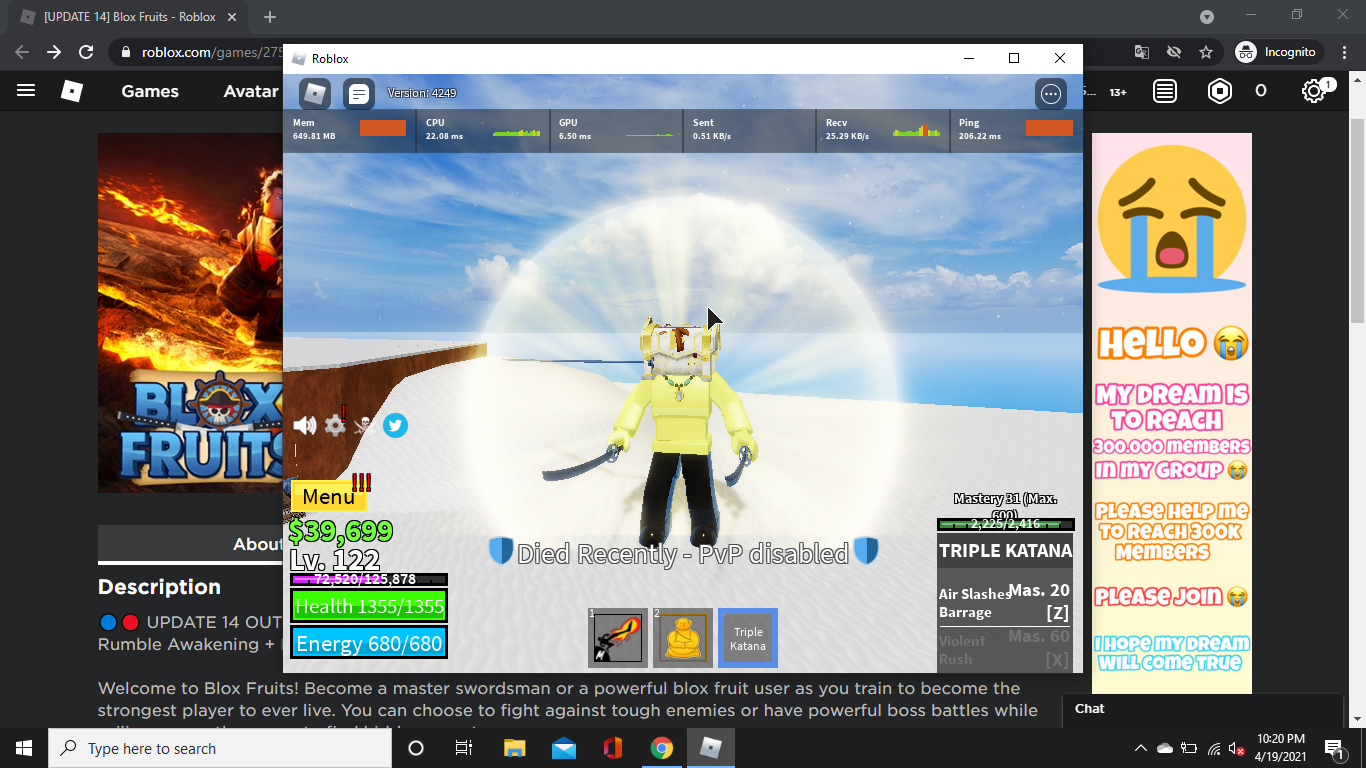 [UPDATE 14] Blox Fruits - Roblox
roblox.com/games/275
Incognito
Games
Avatar
5...
13+
0
1
Roblox
Version: 4249
Mem
649.81 MB
CPU
22.08 ms
GPU
6.50 ms
Sent
0.51 KB/s
Recv
25.29 KB/s
Ping
206.22 ms
BLOX
FRUITS
!
Menu
!!!
$39,699
Lv. 122
72,520/125,878
Health 1355/1355
Energy 680/680
Died Recently - PvP disabled
1
2
Triple
Katana
Mastery 31 (Max.
600)
2,225/2,416
TRIPLE KATANA
Air Slashes
Barrage
Mas. 20
[Z]
Violent
Rush
Mas. 60
[X]
About
Description
UPDATE 14 OUT
Rumble Awakening +
Welcome to Blox Fruits! Become a master swordsman or a powerful blox fruit user as you train to become the
strongest player to ever live. You can choose to fight against tough enemies or have powerful boss battles while
HELLO
MY DREAM IS
TO REACH
300.000 MEMBERS
IN MY GROUP
PLEASE HELP ME
TO REACH 300K
MEMBERS
PLEASE JOIN
I HOPE MY DREAM
WILL COME TRUE
Chat
Type here to search
10:20 PM
4/19/2021
1